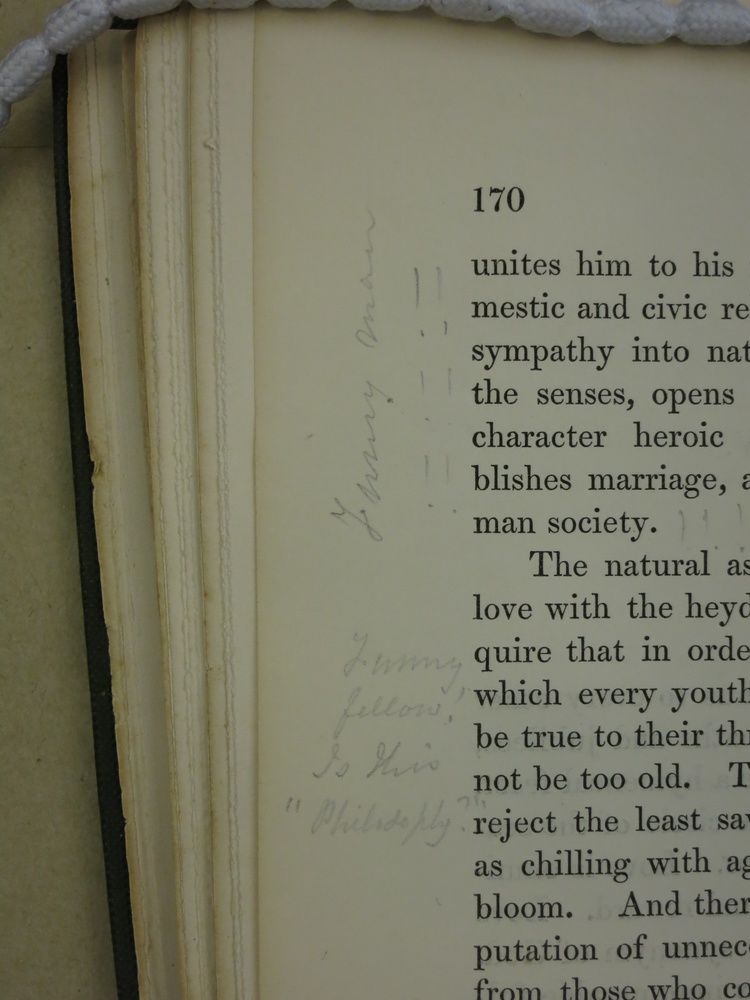 170
unites him to his
mestic and civic re
sympathy into nat
the senses, opens
character heroic
blishes marriage, a
man society.
The natural as
love with the heyd
quire that in orde
which every youth
be true to their thr
not be too old. T
reject the least sav
as chilling with ag
bloom. And ther
putation of unnec
from those who co
Funny man
Funny
fellow!
Is this
"Philosophy?"